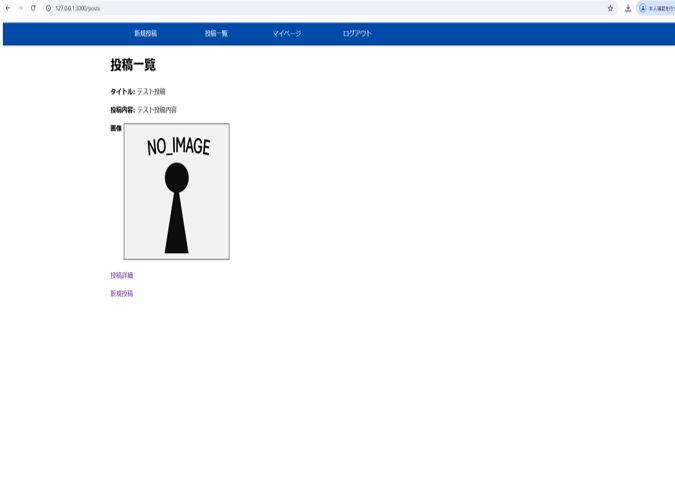 127.0.0.1:3000/posts
新規投稿 投稿一覧 マイページ ログアウト
投稿一覧
タイトル: テスト投稿
投稿内容: テスト投稿内容
画像
NO_IMAGE
投稿詳細
新規投稿